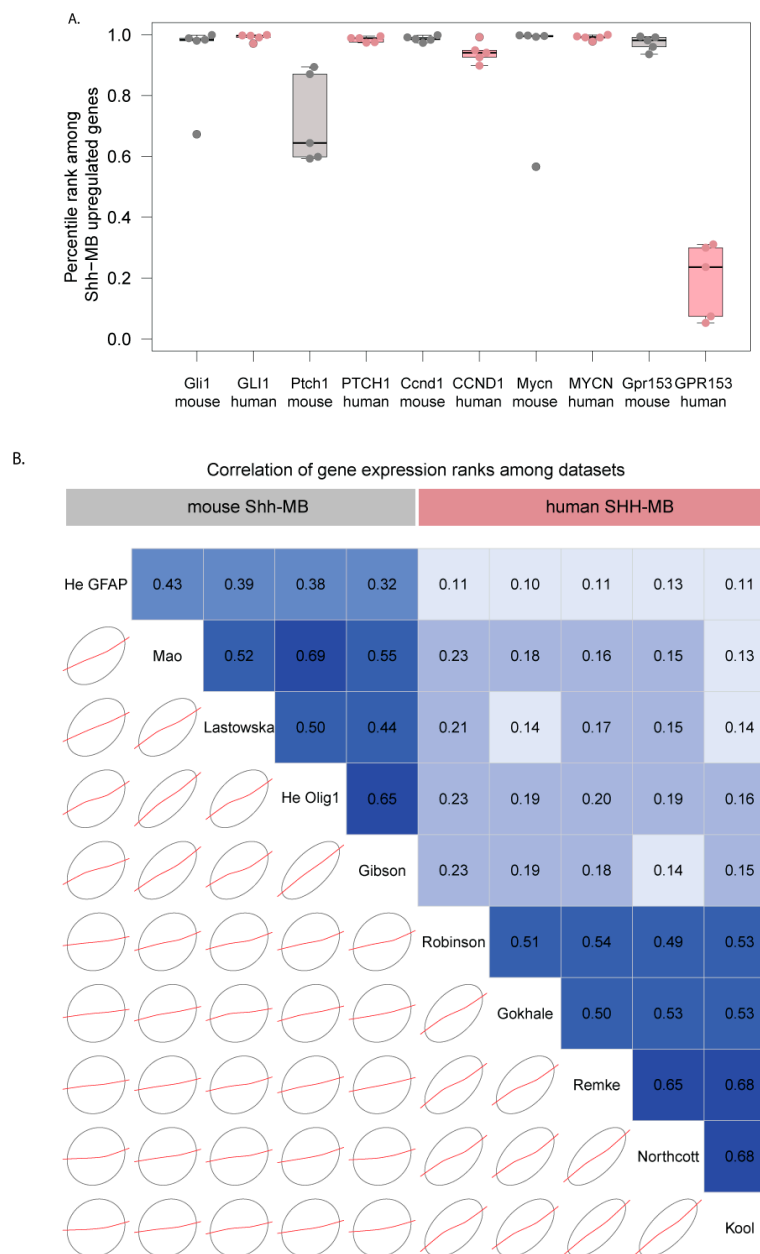 A.
Percentile rank among
Shh−MB upregulated genes
1.0
0.8
0.6
0.4
0.2
0.0
Gli1 GLI1 Ptch1 PTCH1 Ccnd1 CCND1 Mycn MYCN Gpr153 GPR153
mouse human mouse human mouse human mouse human mouse human
B.
Correlation of gene expression ranks among datasets
mouse Shh-MB human SHH-MB
He GFAP 0.43 0.39 0.38 0.32 0.11 0.10 0.11 0.13 0.11
Mao 0.52 0.69 0.55 0.23 0.18 0.16 0.15 0.13
Lastowska 0.50 0.44 0.21 0.14 0.17 0.15 0.14
He Olig1 0.65 0.23 0.19 0.20 0.19 0.16
Gibson 0.23 0.19 0.18 0.14 0.15
Robinson 0.51 0.54 0.49 0.53
Gokhale 0.50 0.53 0.53
Remke 0.65 0.68
Northcott 0.68
Kool